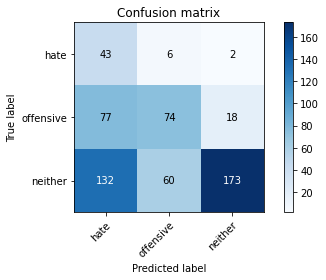 Confusion matrix
True label
hate 43 6 2
offensive 77 74 18
neither 132 60 173
hate offensive neither
Predicted label
160
140
120
100
80
60
40
20